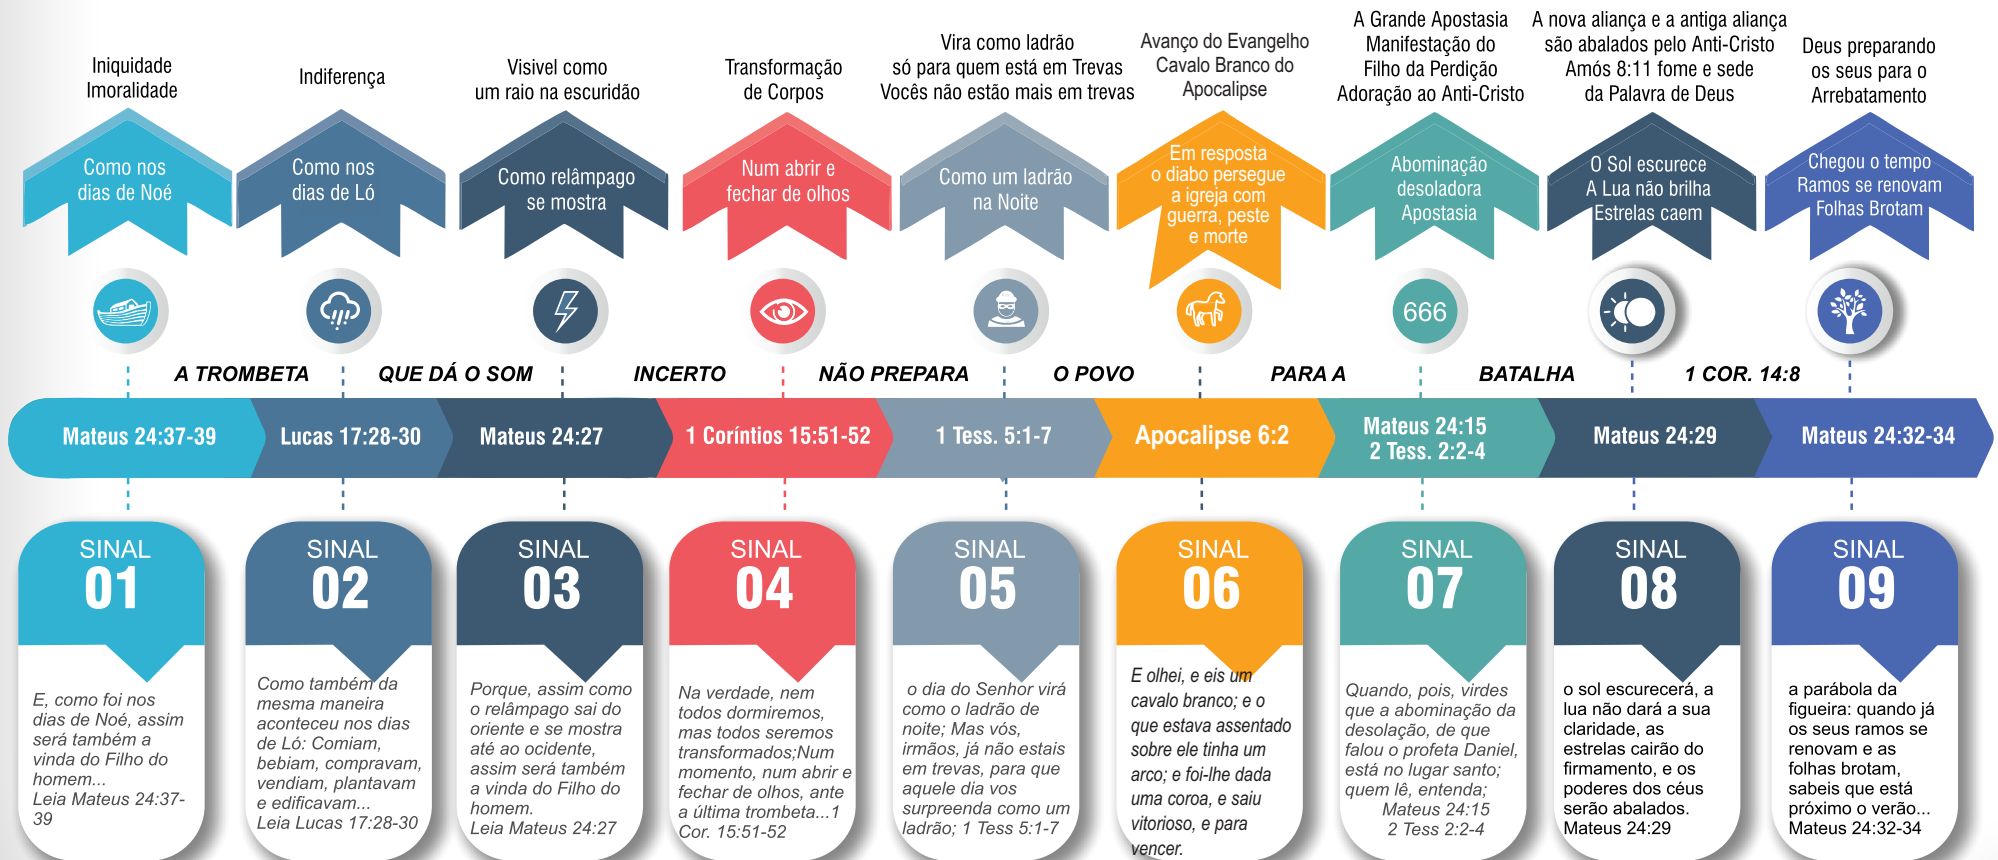 Iniquidade
Imoralidade
Indiferença
Visivel como
um raio na escuridão
Transformação
de Corpos
Vira como ladrão
só para quem está em Trevas
Vocês não estão mais em trevas
Avanço do Evangelho
Cavalo Branco do
Apocalipse
A Grande Apostasia
Manifestação do
Filho da Perdição
Adoração ao Anti-Cristo
A nova aliança e a antiga aliança
são abalados pelo Anti-Cristo
Amós 8:11 fome e sede
da Palavra de Deus
Deus preparando
os seus para o
Arrebatamento
Como nos
dias de Noé
Como nos
dias de Ló
Como relâmpago
se mostra
Num abrir e
fechar de olhos
Como um ladrão
na Noite
Em resposta
o diabo persegue
a igreja com
guerra, peste
e morte
Abominação
desoladora
Apostasia
O Sol escurece
A Lua não brilha
Estrelas caem
Chegou o tempo
Ramos se renovam
Folhas Brotam
666
A TROMBETA QUE DÁ O SOM INCERTO NÃO PREPARA O POVO PARA A BATALHA 1 COR. 14:8
Mateus 24:37-39
Lucas 17:28-30
Mateus 24:27
1 Coríntios 15:51-52
1 Tess. 5:1-7
Apocalipse 6:2
Mateus 24:15
2 Tess. 2:2-4
Mateus 24:29
Mateus 24:32-34
SINAL
01
E, como foi nos
dias de Noé, assim
será também a
vinda do Filho do
homem...
Leia Mateus 24:37-
39
SINAL
02
Como também da
mesma maneira
aconteceu nos dias
de Ló: Comiam,
bebiam, compravam,
vendiam, plantavam
e edificavam...
Leia Lucas 17:28-30
SINAL
03
Porque, assim como
o relâmpago sai do
oriente e se mostra
até ao ocidente,
assim será também
a vinda do Filho do
homem.
Leia Mateus 24:27
SINAL
04
Na verdade, nem
todos dormiremos,
mas todos seremos
transformados;Num
momento, num abrir e
fechar de olhos, ante
a última trombeta...1
Cor. 15:51-52
SINAL
05
o dia do Senhor virá
como o ladrão de
noite; Mas vós,
irmãos, já não estais
em trevas, para que
aquele dia vos
surpreenda como um
ladrão; 1 Tess 5:1-7
SINAL
06
E olhei, e eis um
cavalo branco; e o
que estava assentado
sobre ele tinha um
arco; e foi-lhe dada
uma coroa, e saiu
vitorioso, e para
vencer.
SINAL
07
Quando, pois, virdes
que a abominação da
desolação, de que
falou o profeta Daniel,
está no lugar santo;
quem lê, entenda;
Mateus 24:15
2 Tess 2:2-4
SINAL
08
o sol escurecerá, a
lua não dará a sua
claridade, as
estrelas cairão do
firmamento, e os
poderes dos céus
serão abalados.
Mateus 24:29
SINAL
09
a parábola da
figueira: quando já
os seus ramos se
renovam e as
folhas brotam,
sabeis que está
próximo o verão...
Mateus 24:32-34